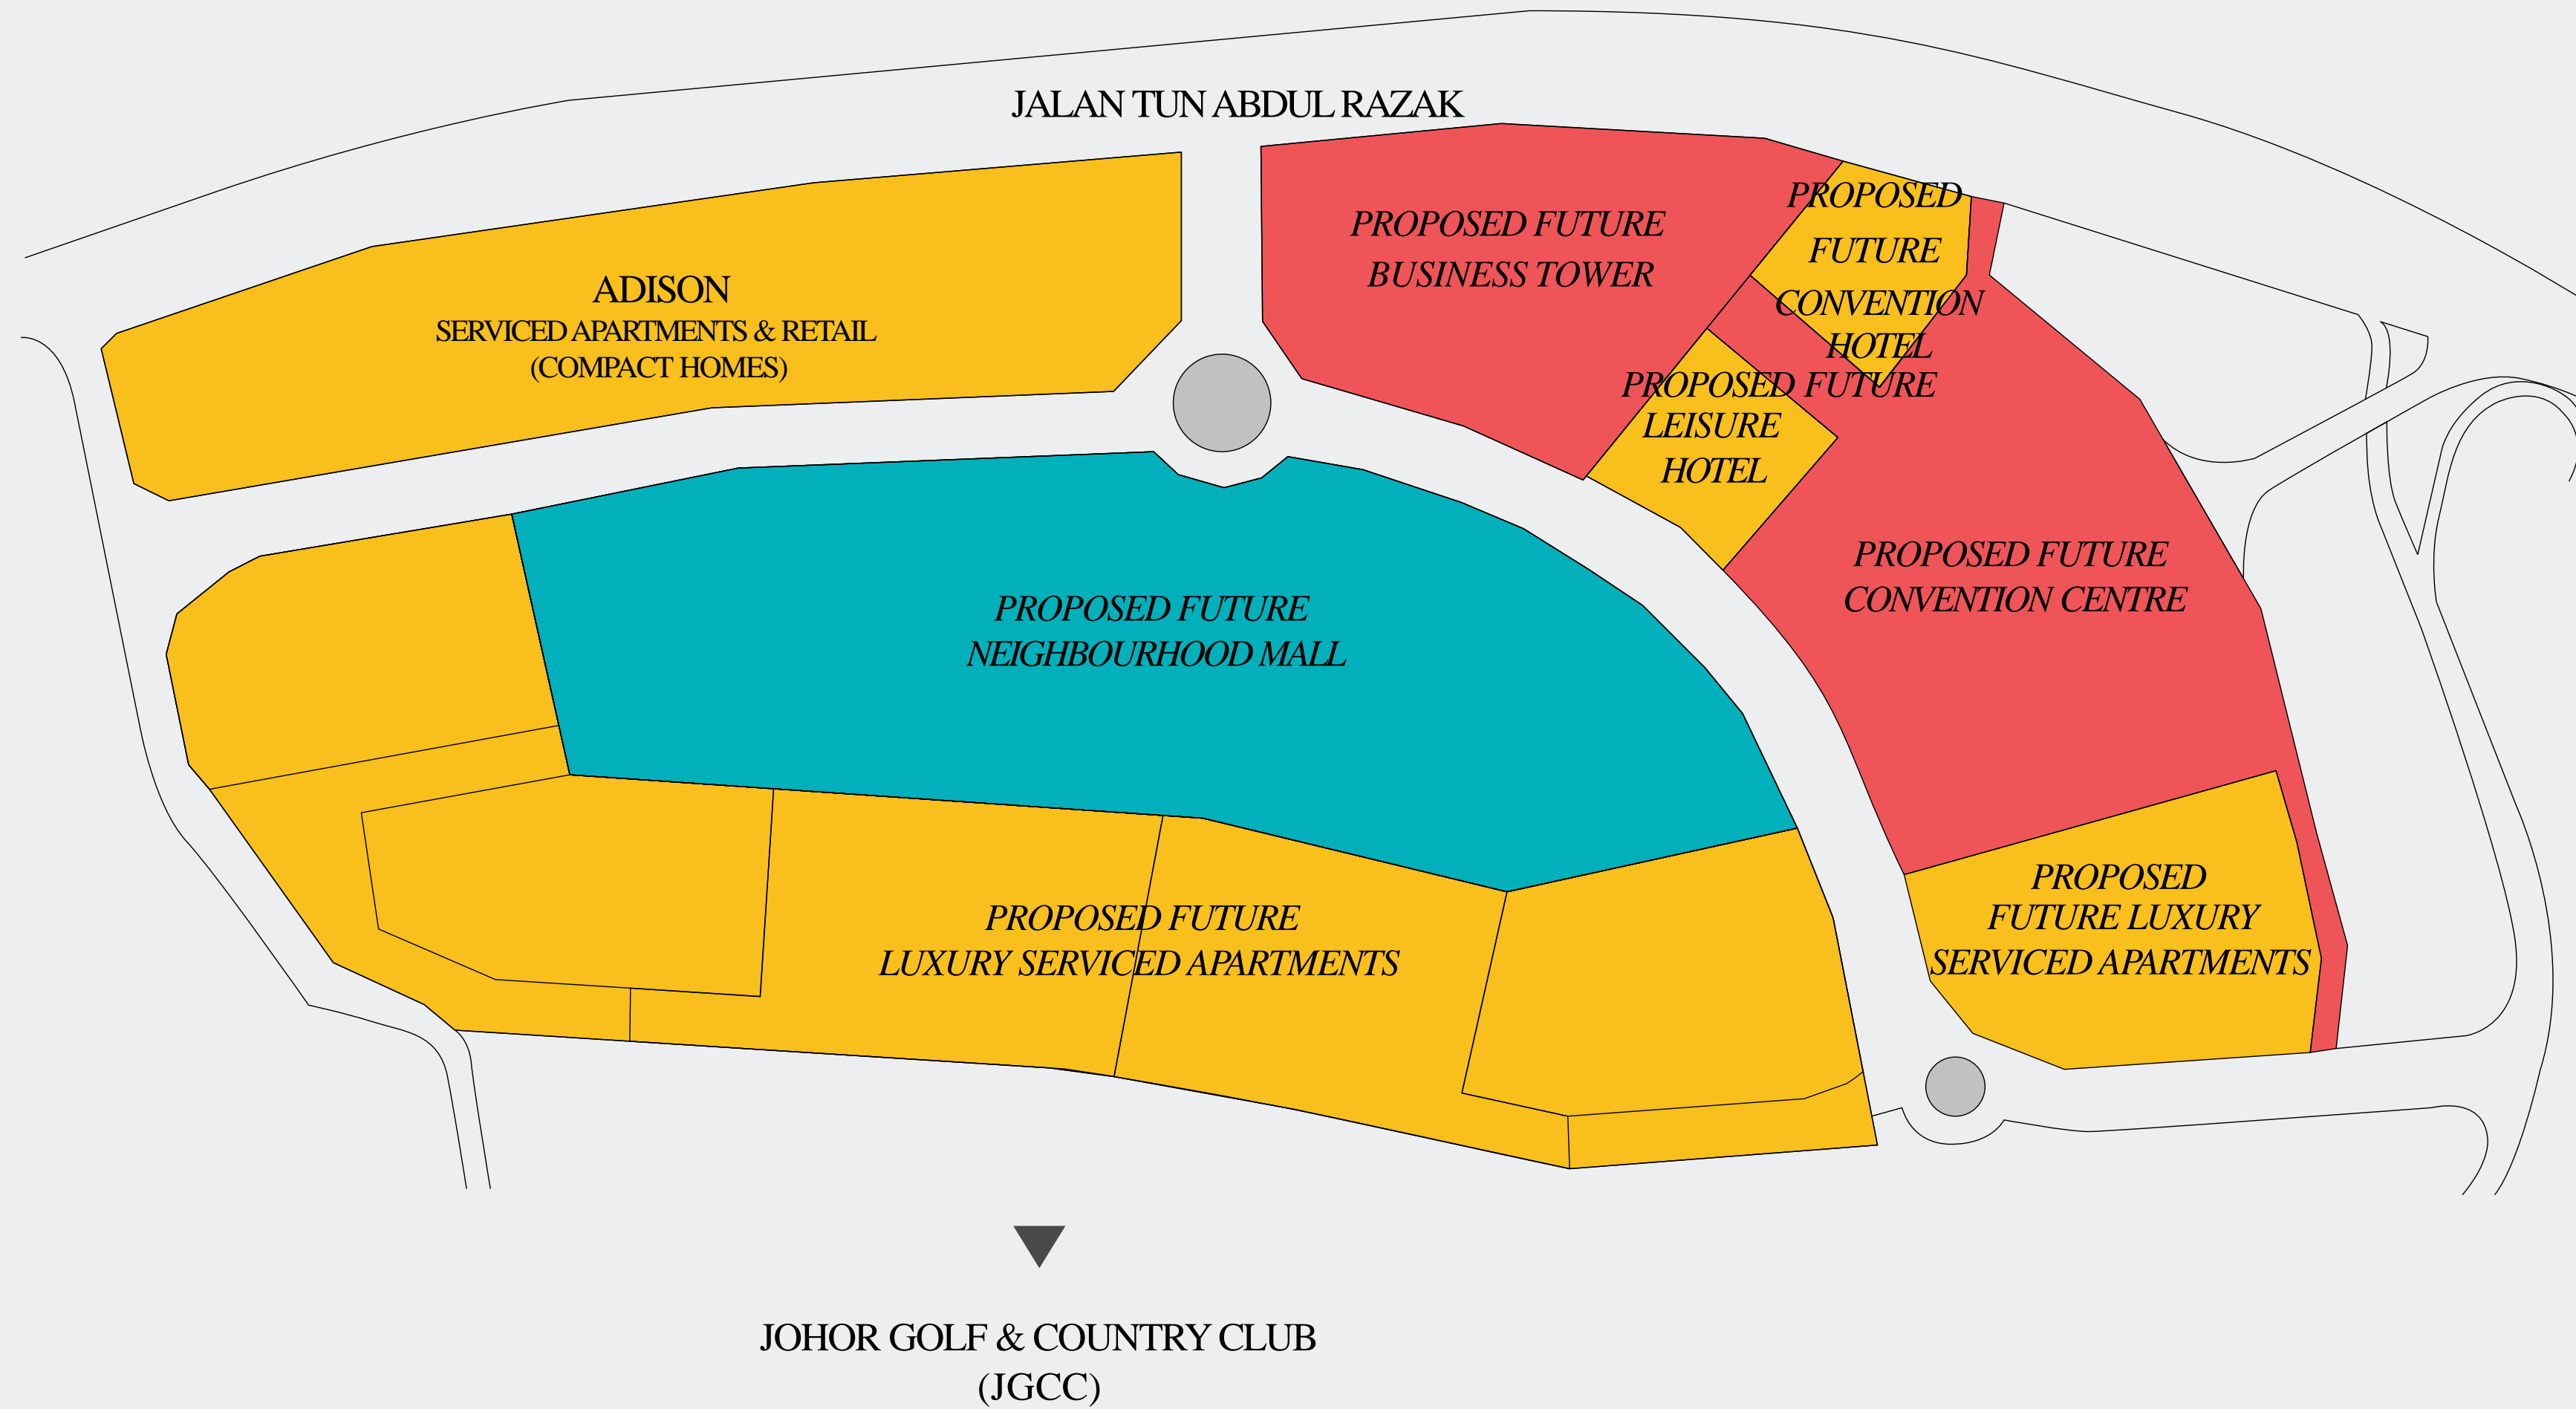 JALAN TUN ABDUL RAZAK
ADISON
SERVICED APARTMENTS & RETAIL
(COMPACT HOMES)
PROPOSED FUTURE
BUSINESS TOWER
PROPOSED
FUTURE
CONVENTION
HOTEL
PROPOSED FUTURE
LEISURE
HOTEL
PROPOSED FUTURE
CONVENTION CENTRE
PROPOSED FUTURE
NEIGHBOURHOOD MALL
PROPOSED FUTURE
LUXURY SERVICED APARTMENTS
PROPOSED
FUTURE LUXURY
SERVICED APARTMENTS
JOHOR GOLF & COUNTRY CLUB
(JGCC)